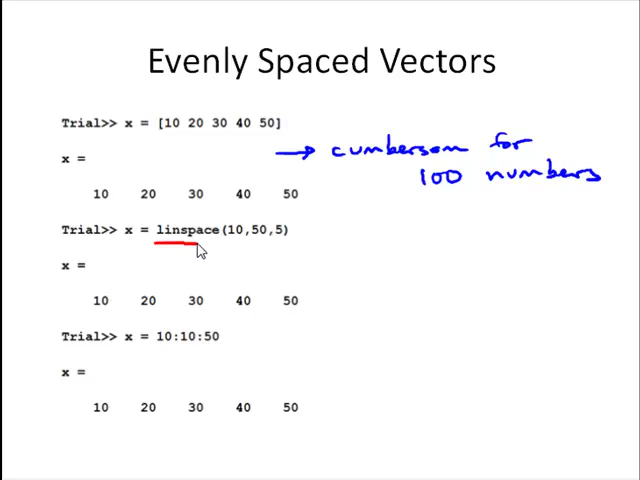 Evenly Spaced Vectors
Trial>> x = [10 20 30 40 50]
→ cumbersom for
100 numbers
x =
10 20 30 40 50
Trial>> x = linspace(10,50,5)
x =
10 20 30 40 50
Trial>> x = 10:10:50
x =
10 20 30 40 50